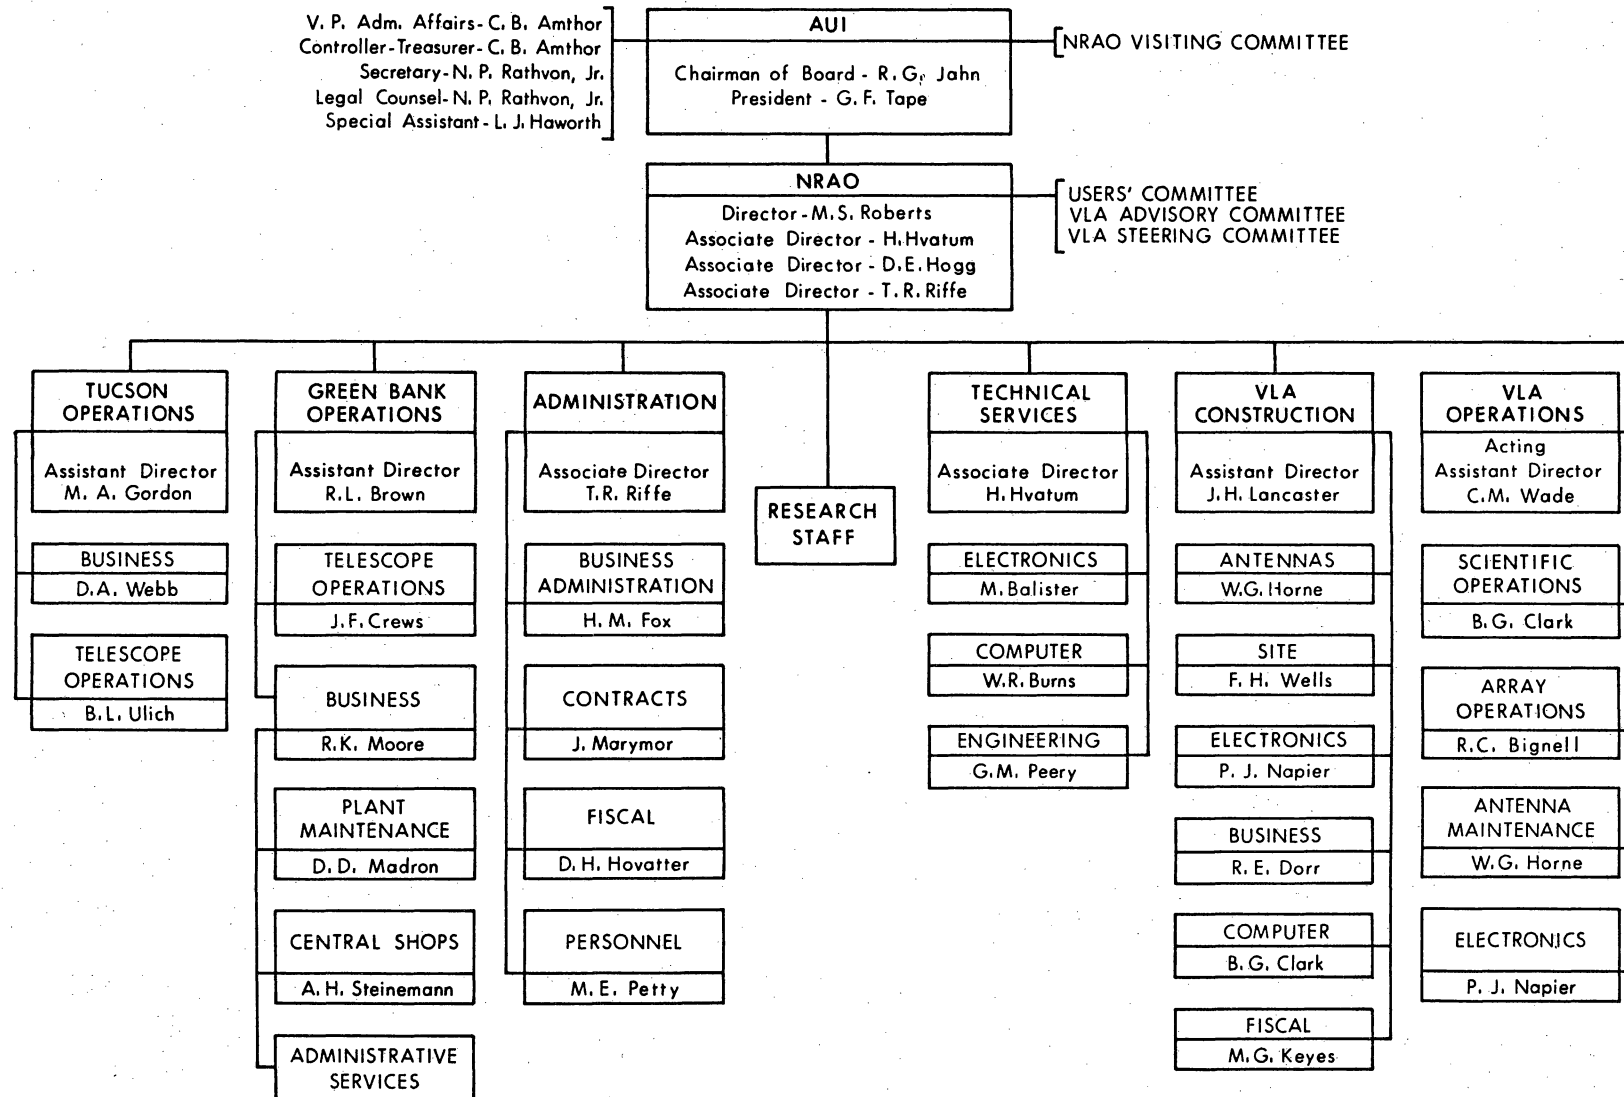 V. P. Adm. Affairs - C. B. Amthor
Controller-Treasurer - C. B. Amthor
Secretary - N. P. Rathvon, Jr.
Legal Counsel - N. P. Rathvon, Jr.
Special Assistant - L. J. Haworth
AUI
Chairman of Board - R. G. Jahn
President - G. F. Tape
NRAO VISITING COMMITTEE
NRAO
Director - M. S. Roberts
Associate Director - H. Hvatum
Associate Director - D. E. Hogg
Associate Director - T. R. Riffe
USERS' COMMITTEE
VLA ADVISORY COMMITTEE
VLA STEERING COMMITTEE
TUCSON
OPERATIONS
Assistant Director
M. A. Gordon
BUSINESS
D. A. Webb
TELESCOPE
OPERATIONS
B. L. Ulich
GREEN BANK
OPERATIONS
Assistant Director
R. L. Brown
TELESCOPE
OPERATIONS
J. F. Crews
BUSINESS
R. K. Moore
PLANT
MAINTENANCE
D. D. Madron
CENTRAL SHOPS
A. H. Steinemann
ADMINISTRATIVE
SERVICES
ADMINISTRATION
Associate Director
T. R. Riffe
BUSINESS
ADMINISTRATION
H. M. Fox
CONTRACTS
J. Marymor
FISCAL
D. H. Hovatter
PERSONNEL
M. E. Petty
RESEARCH
STAFF
TECHNICAL
SERVICES
Associate Director
H. Hvatum
ELECTRONICS
M. Balister
COMPUTER
W. R. Burns
ENGINEERING
G. M. Peery
VLA
CONSTRUCTION
Assistant Director
J. H. Lancaster
ANTENNAS
W. G. Horne
SITE
F. H. Wells
ELECTRONICS
P. J. Napier
BUSINESS
R. E. Dorr
COMPUTER
B. G. Clark
FISCAL
M. G. Keyes
VLA
OPERATIONS
Acting
Assistant Director
C. M. Wade
SCIENTIFIC
OPERATIONS
B. G. Clark
ARRAY
OPERATIONS
R. C. Bignell
ANTENNA
MAINTENANCE
W. G. Horne
ELECTRONICS
P. J. Napier